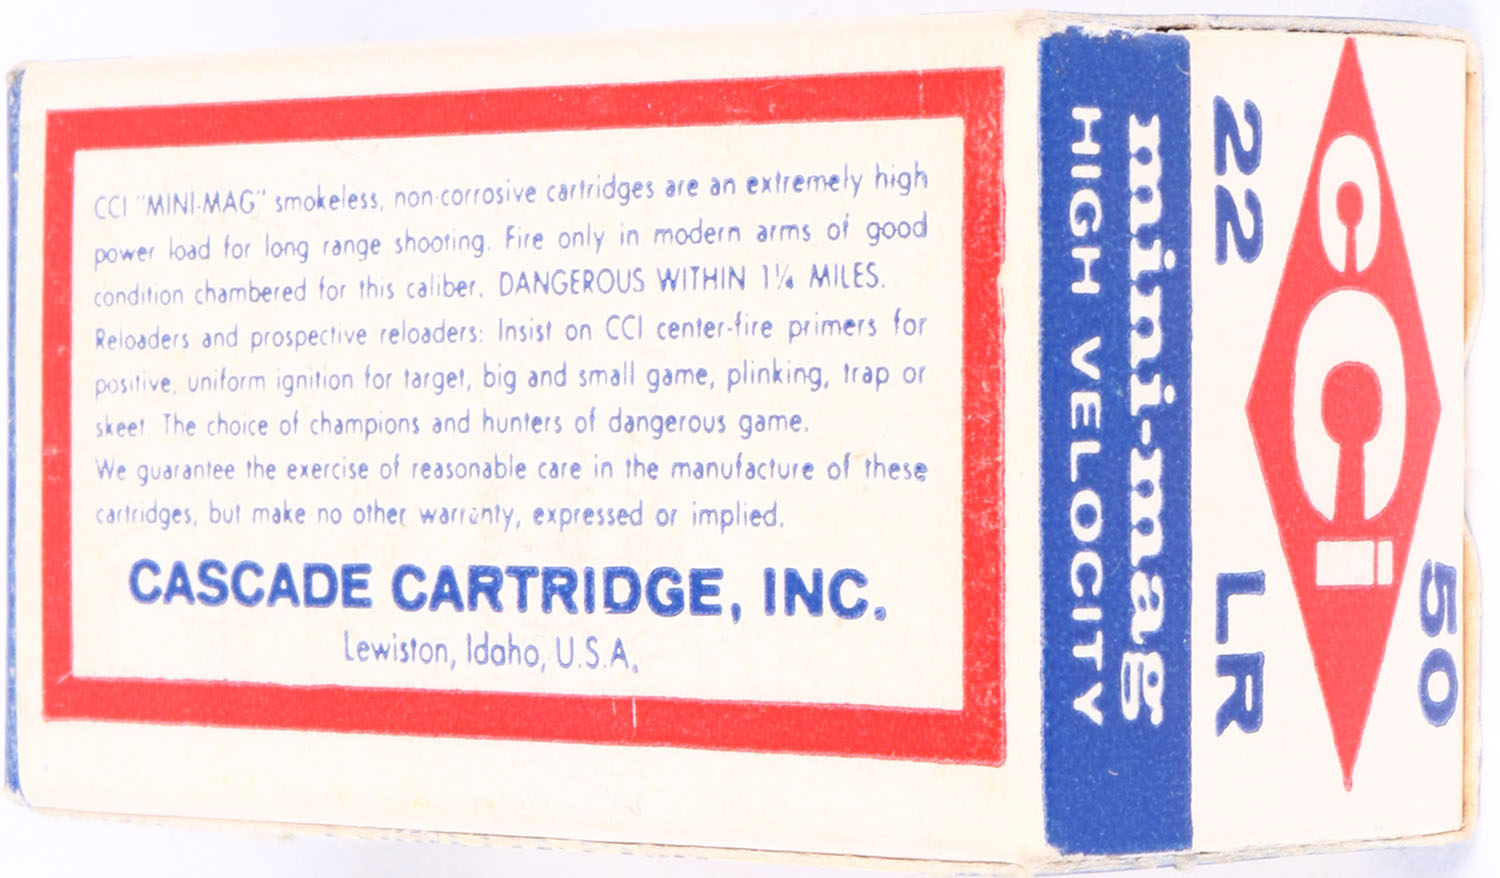 CCI "MINI-MAG" smokeless, non-corrosive cartridges are an extremely high
power load for long range shooting. Fire only in modern arms of good
condition chambered for this caliber. DANGEROUS WITHIN 1¼ MILES.
Reloaders and prospective reloaders: Insist on CCI center-fire primers for
positive, uniform ignition for target, big and small game, plinking, trap or
skeet. The choice of champions and hunters of dangerous game.
We guarantee the exercise of reasonable care in the manufacture of these
cartridges, but make no other warranty, expressed or implied.
CASCADE CARTRIDGE, INC.
Lewiston, Idaho, U.S.A.
mini-mag
HIGH VELOCITY
22 LR
CCI
50